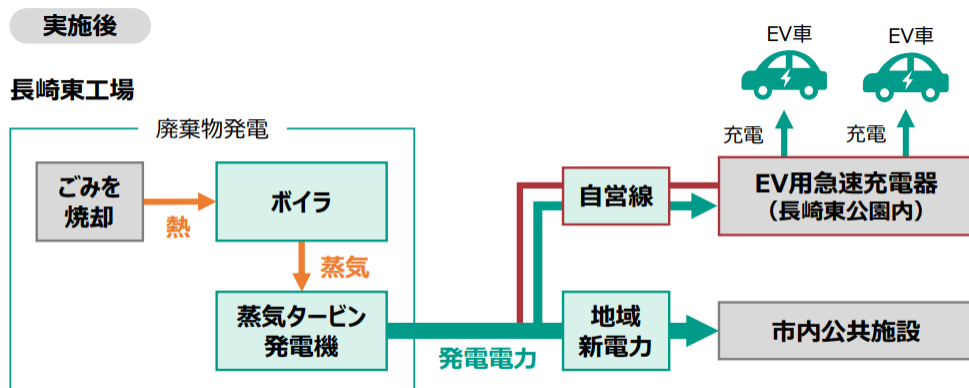 実施後
長崎東工場
廃棄物発電
ごみを
焼却
熱
ボイラ
蒸気
蒸気タービン
発電機
発電電力
自営線
地域
新電力
EV車
EV車
充電
充電
EV用急速充電器
（長崎東公園内）
市内公共施設